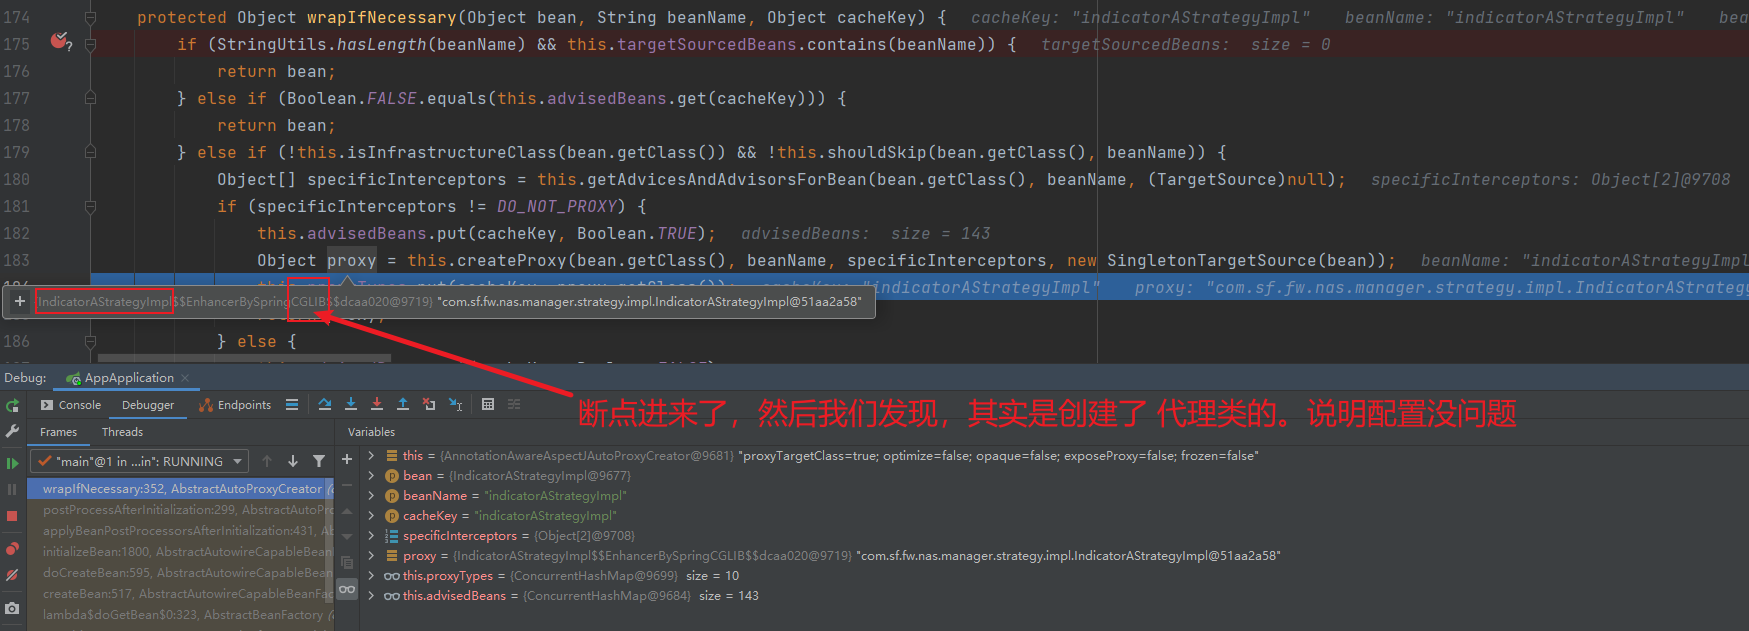 174 protected Object wrapIfNecessary(Object bean, String beanName, Object cacheKey) { cacheKey: "indicatorAStrategyImpl" beanName: "indicatorAStrategyImpl"
175 if (StringUtils.hasLength(beanName) && this.targetSourcedBeans.contains(beanName)) { targetSourcedBeans: size = 0
176 return bean;
177 } else if (Boolean.FALSE.equals(this.advisedBeans.get(cacheKey))) {
178 return bean;
179 } else if (!this.isInfrastructureClass(bean.getClass()) && !this.shouldSkip(bean.getClass(), beanName)) {
180 Object[] specificInterceptors = this.getAdvicesAndAdvisorsForBean(bean.getClass(), beanName, (TargetSource)null); specificInterceptors: Object[2]@9708
181 if (specificInterceptors != DO_NOT_PROXY) {
182 this.advisedBeans.put(cacheKey, Boolean.TRUE); advisedBeans: size = 143
183 Object proxy = this.createProxy(bean.getClass(), beanName, specificInterceptors, new SingletonTargetSource(bean)); beanName: "indicatorAStrategyImpl
"indicatorAStrategyImpl" proxy: "com.sf.fw.nas.manager.strategy.impl.IndicatorAStrategy
+ IndicatorAStrategyImpl$$EnhancerBySpringCGLIB$$dcaa020@9719} "com.sf.fw.nas.manager.strategy.impl.IndicatorAStrategyImpl@51aa2a58"
186 } else {
Debug: AppApplication
Console Debugger Endpoints
断点进来了，然后我们发现，其实是创建了 代理类的。说明配置没问题
Frames Threads Variables
"main"@1 in ...in": RUNNING
wrapIfNecessary:352, AbstractAutoProxyCreator
postProcessAfterInitialization:299, AbstractAutoPro
applyBeanPostProcessorsAfterInitialization:431, Ab
initializeBean:1800, AbstractAutowireCapableBean
doCreateBean:595, AbstractAutowireCapableBean
createBean:517, AbstractAutowireCapableBeanFac
lambda$doGetBean$0:323, AbstractBeanFactory
this = {AnnotationAwareAspectJAutoProxyCreator@9681} "proxyTargetClass=true; optimize=false; opaque=false; exposeProxy=false; frozen=false"
bean = {IndicatorAStrategyImpl@9677}
beanName = "indicatorAStrategyImpl"
cacheKey = "indicatorAStrategyImpl"
specificInterceptors = {Object[2]@9708}
proxy = {IndicatorAStrategyImpl$$EnhancerBySpringCGLIB$$dcaa020@9719} "com.sf.fw.nas.manager.strategy.impl.IndicatorAStrategyImpl@51aa2a58"
this.proxyTypes = {ConcurrentHashMap@9699} size = 10
this.advisedBeans = {ConcurrentHashMap@9684} size = 143